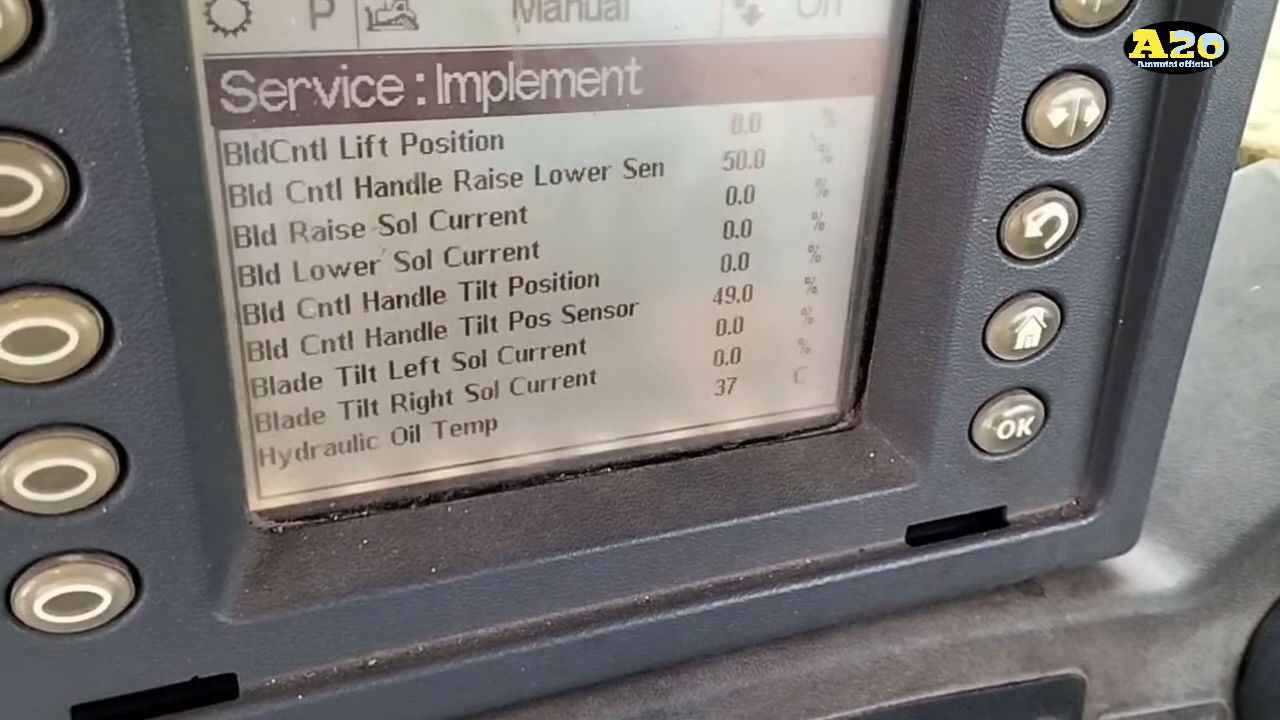 P Manual On
Service : Implement
BldCntl Lift Position 0.0 %
Bld Cntl Handle Raise Lower Sen 50.0 %
Bld Raise Sol Current 0.0 %
Bld Lower Sol Current 0.0 %
Bld Cntl Handle Tilt Position 0.0 %
Bld Cntl Handle Tilt Pos Sensor 49.0 %
Blade Tilt Left Sol Current 0.0 %
Blade Tilt Right Sol Current 0.0 %
Hydraulic Oil Temp 37 C
OK
A20
official